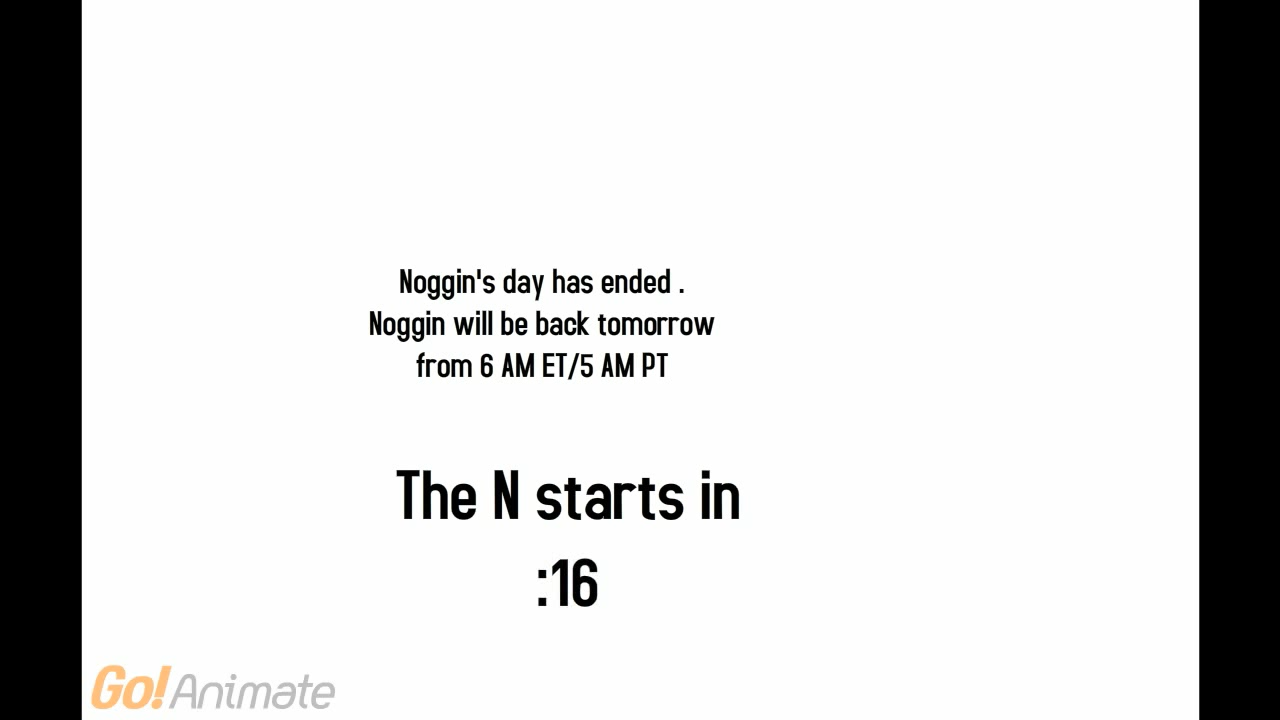 Noggin's day has ended .
Noggin will be back tomorrow
from 6 AM ET/5 AM PT
The N starts in
:16
Go!Animate